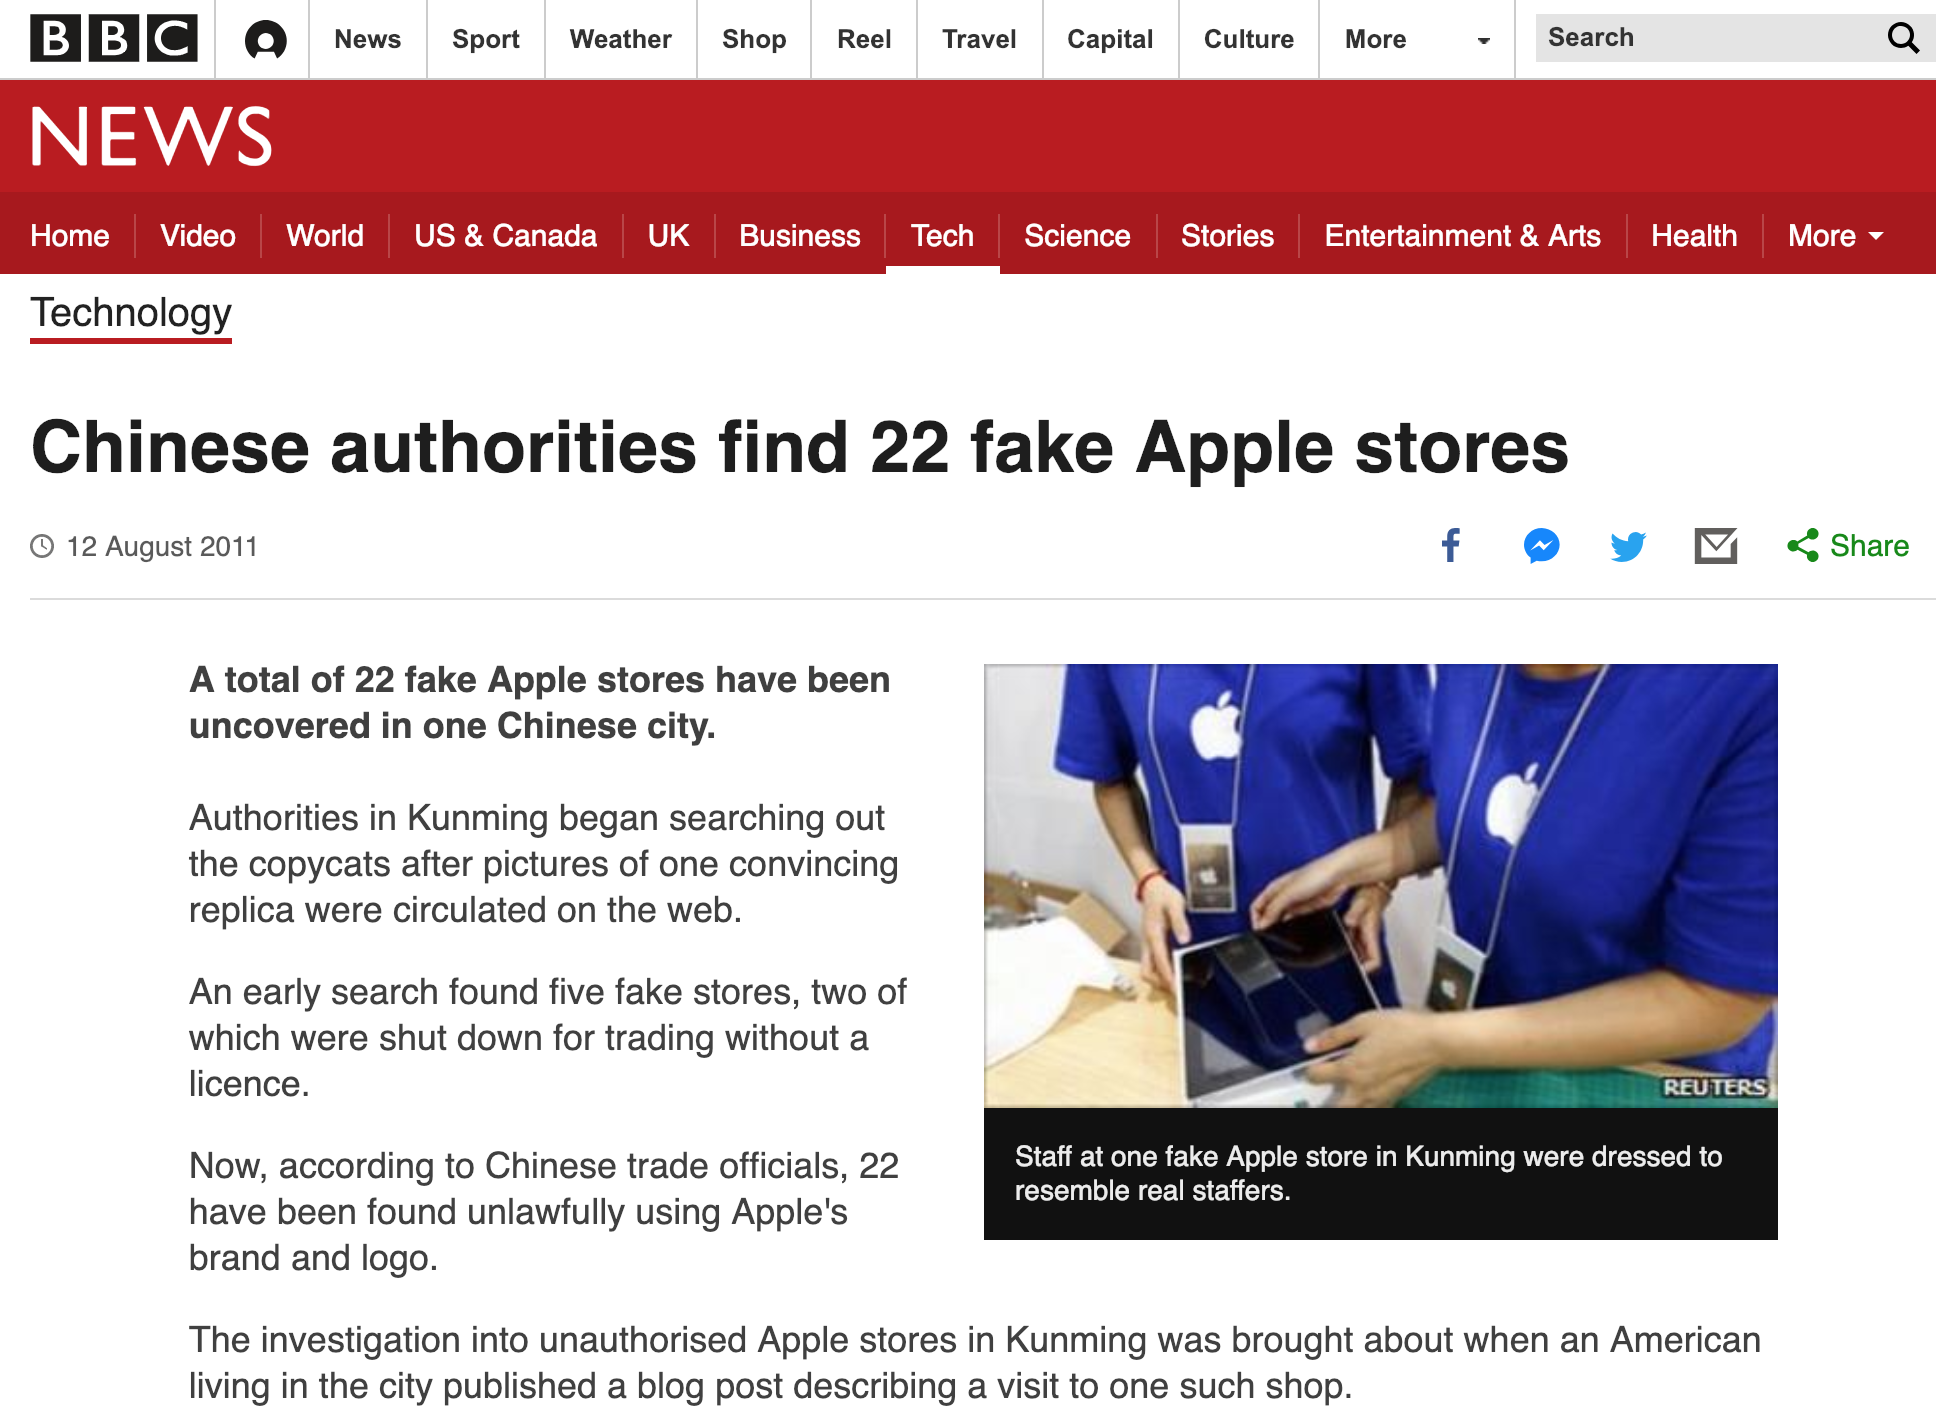 BBC
News
Sport
Weather
Shop
Reel
Travel
Capital
Culture
More
Search
NEWS
Home
Video
World
US & Canada
UK
Business
Tech
Science
Stories
Entertainment & Arts
Health
More
Technology
Chinese authorities find 22 fake Apple stores
12 August 2011
Share
A total of 22 fake Apple stores have been
uncovered in one Chinese city.
Authorities in Kunming began searching out
the copycats after pictures of one convincing
replica were circulated on the web.
An early search found five fake stores, two of
which were shut down for trading without a
licence.
Now, according to Chinese trade officials, 22
have been found unlawfully using Apple's
brand and logo.
REUTERS
Staff at one fake Apple store in Kunming were dressed to
resemble real staffers.
The investigation into unauthorised Apple stores in Kunming was brought about when an American
living in the city published a blog post describing a visit to one such shop.